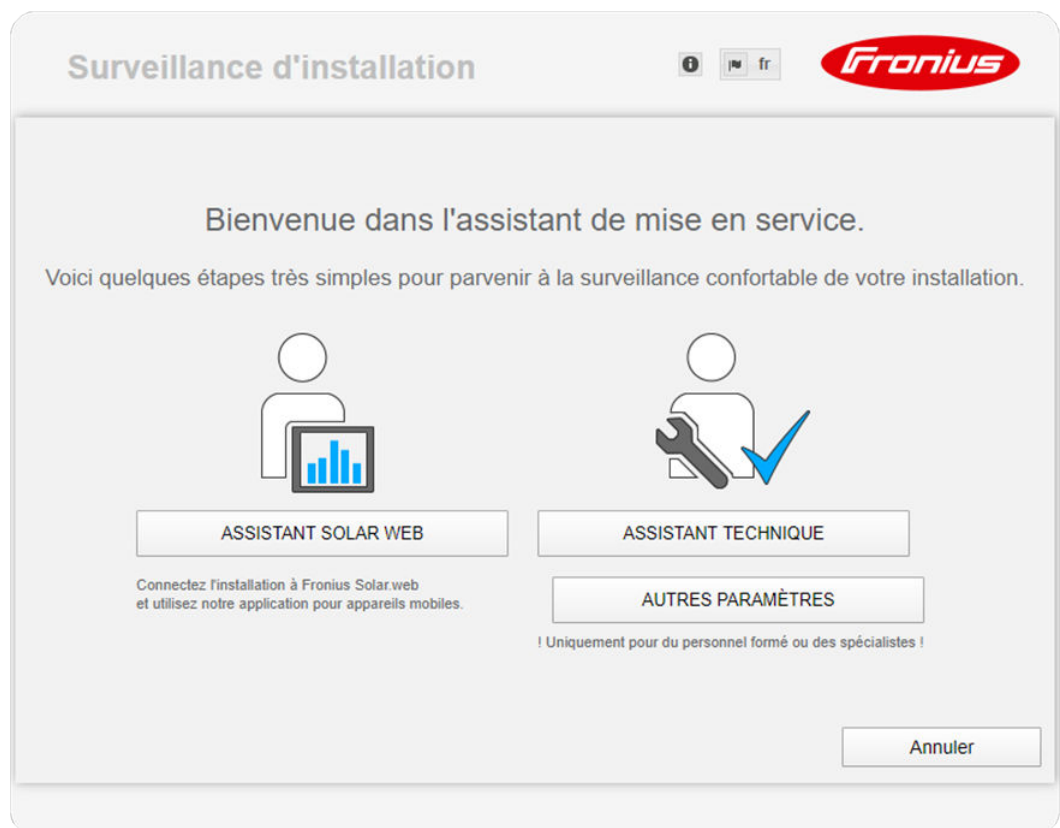 Surveillance d'installation
fr
Fronius
Bienvenue dans l'assistant de mise en service.
Voici quelques étapes très simples pour parvenir à la surveillance confortable de votre installation.
ASSISTANT SOLAR WEB
ASSISTANT TECHNIQUE
Connectez l'installation à Fronius Solar.web
et utilisez notre application pour appareils mobiles.
AUTRES PARAMÈTRES
! Uniquement pour du personnel formé ou des spécialistes !
Annuler